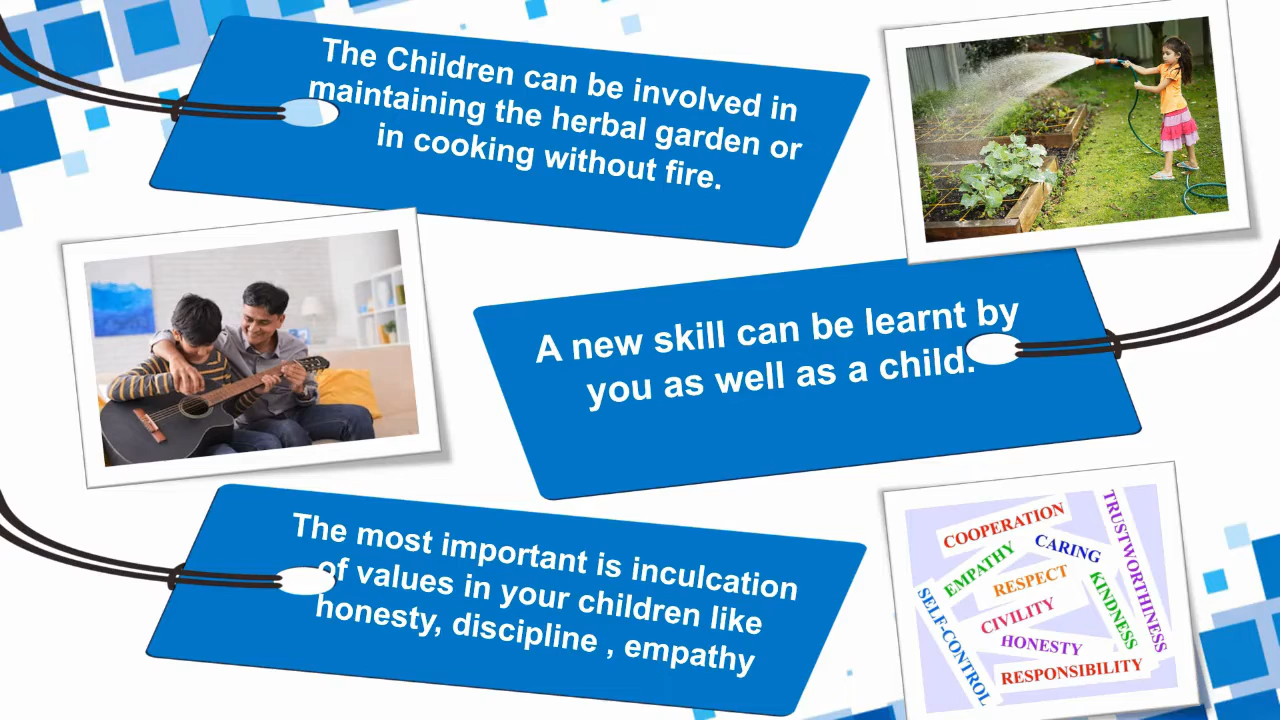 The Children can be involved in
maintaining the herbal garden or
in cooking without fire.
A new skill can be learnt by
you as well as a child.
The most important is inculcation
of values in your children like
honesty, discipline , empathy
COOPERATION
TRUSTWORTHINESS
EMPATHY
CARING
RESPECT
KINDNESS
SELF-CONTROL
CIVILITY
HONESTY
RESPONSIBILITY